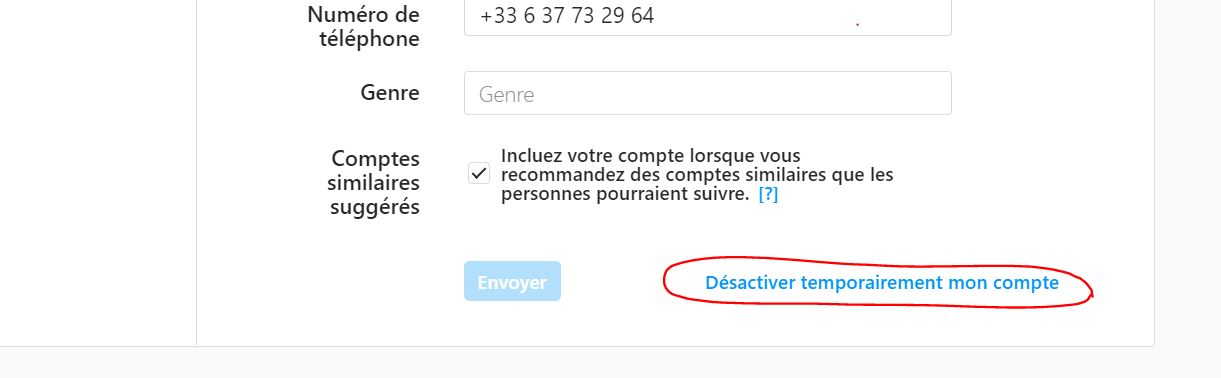 Numéro de
téléphone
+33 6 37 73 29 64
Genre
Genre
Comptes
similaires
suggérés
Incluez votre compte lorsque vous
recommandez des comptes similaires que les
personnes pourraient suivre. [?]
Envoyer
Désactiver temporairement mon compte